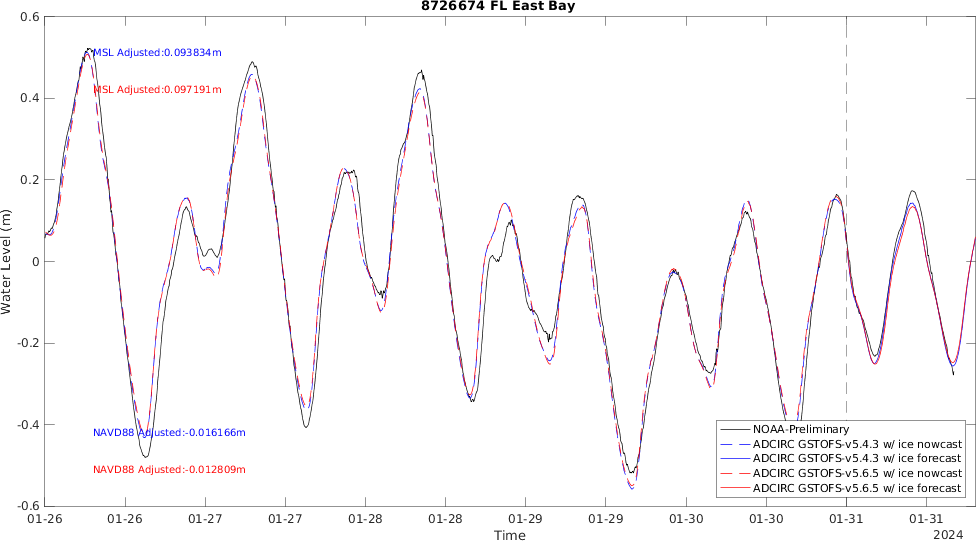 8726674 FL East Bay
0.6
MSL Adjusted:0.093834m
MSL Adjusted:0.097191m
0.4
0.2
0
-0.2
-0.4
-0.6
Water Level (m)
NAVD88 Adjusted:-0.016166m
NAVD88 Adjusted:-0.012809m
NOAA-Preliminary
ADCIRC GSTOFS-v5.4.3 w/ ice nowcast
ADCIRC GSTOFS-v5.4.3 w/ ice forecast
ADCIRC GSTOFS-v5.6.5 w/ ice nowcast
ADCIRC GSTOFS-v5.6.5 w/ ice forecast
01-26 01-26 01-27 01-27 01-28 01-28 01-29 01-29 01-30 01-30 01-31 01-31
Time
2024